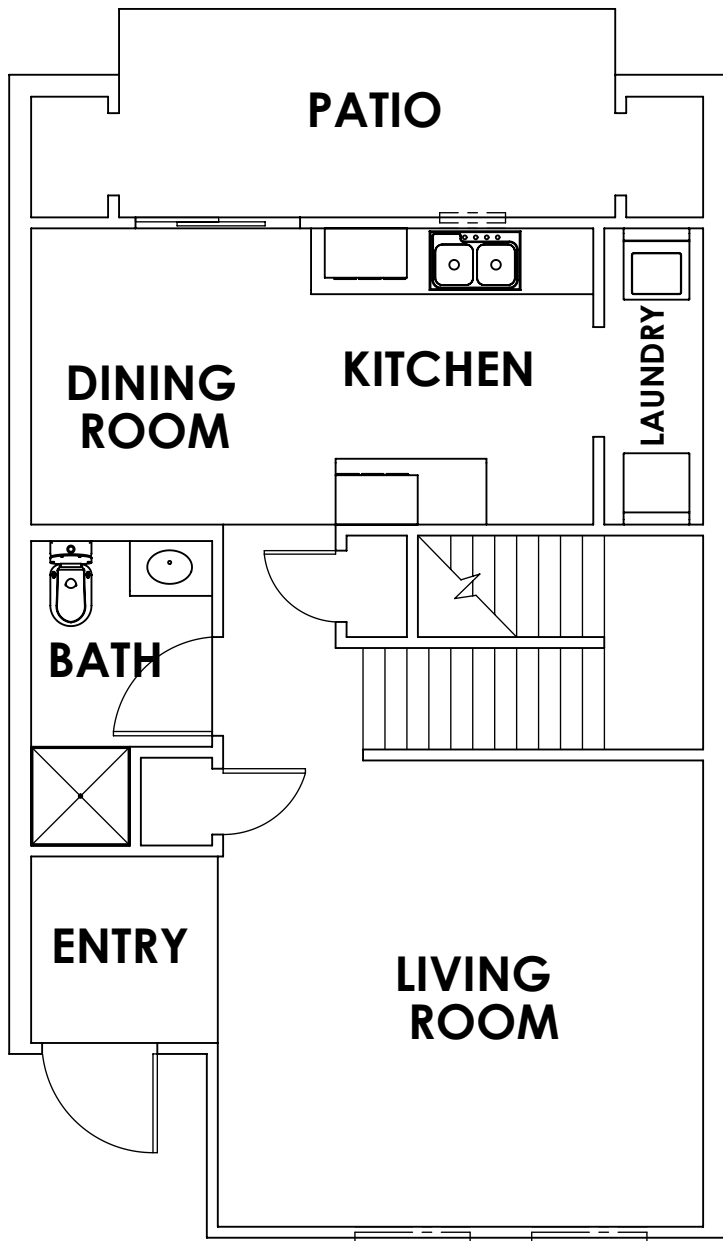 PATIO
DINING
ROOM
KITCHEN
LAUNDRY
BATH
ENTRY
LIVING
ROOM